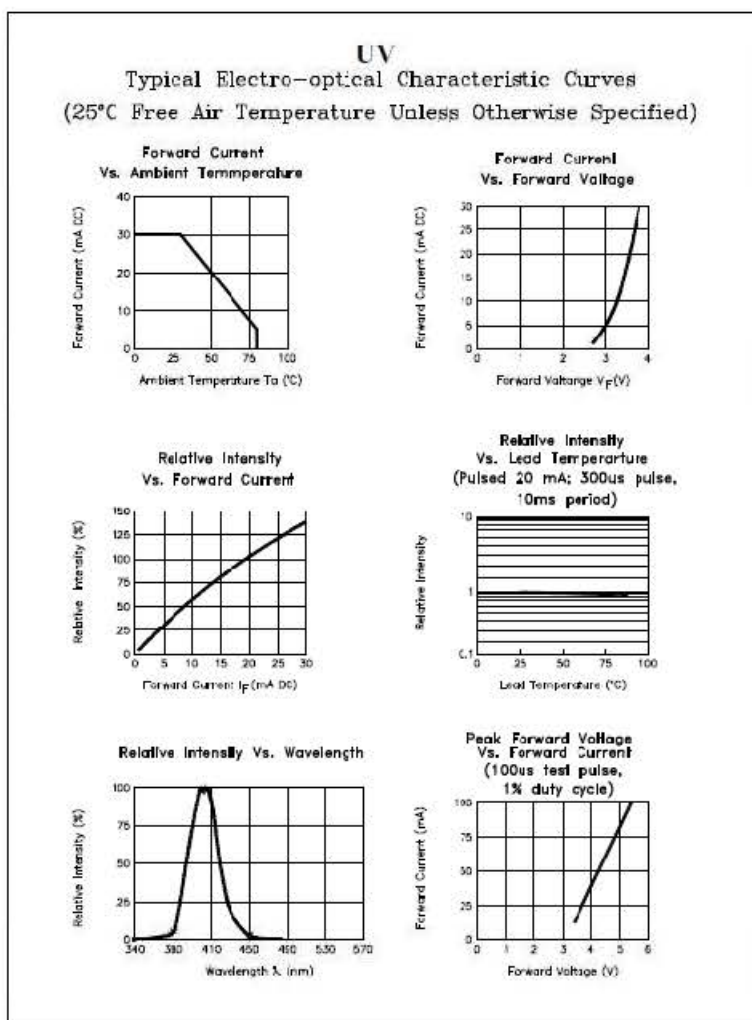 UV
Typical Electro-optical Characteristic Curves
(25°C Free Air Temperature Unless Otherwise Specified)
Forward Current
Vs. Ambient Temmperature
Forward Current (mA DC)
40
30
20
10
0
0 25 50 75 100
Ambient Temperature Ta (°C)
Forward Current
Vs. Forward Valtage
Forward Current (mA DC)
30
25
20
15
10
5
0
0 1 2 3 4
Forward Valtarge VF(V)
Relative Intensity
Vs. Forward Current
Relative Intensity (%)
150
125
100
75
50
25
0
0 5 10 15 20 25 30
Forward Current IF(mA DC)
Relative Intensity
Vs. Lead Temperarture
(Pulsed 20 mA; 300us pulse,
10ms period)
Relative Intensity
10
1
0.1
0 25 50 75 100
Lead Temperature (°C)
Relative Intensity Vs. Wavelength
Relative Intensity (%)
100
75
50
25
0
340 380 410 530
Wavelength λ (nm)
Peak Forward Voltage
Vs. Forward Current
(100us test pulse,
1% duty cycle)
Forward Current (mA)
100
75
25
0
0 1 2 3 4 5 6
Forward Voltage (V)